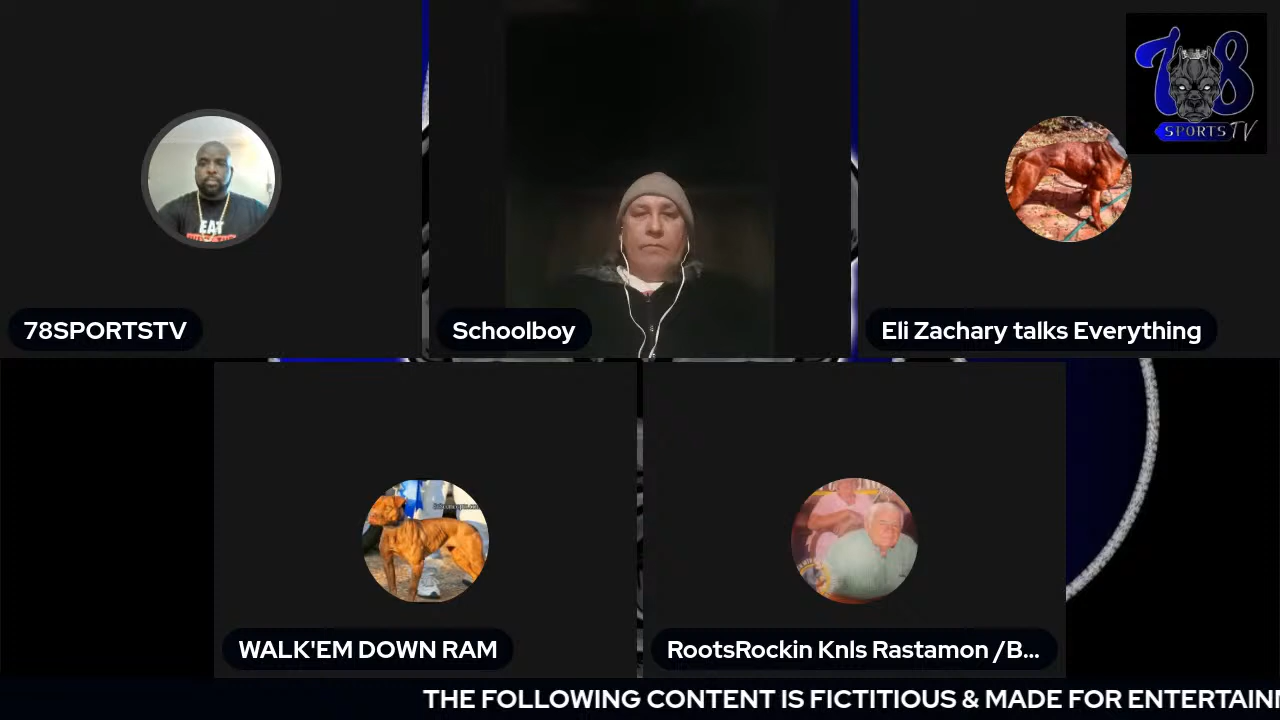 78
SPORTS TV
EAT
78SPORTSTV
Schoolboy
Eli Zachary talks Everything
WALK'EM DOWN RAM
RootsRockin Knls Rastamon /B...
THE FOLLOWING CONTENT IS FICTITIOUS & MADE FOR ENTERTAIN